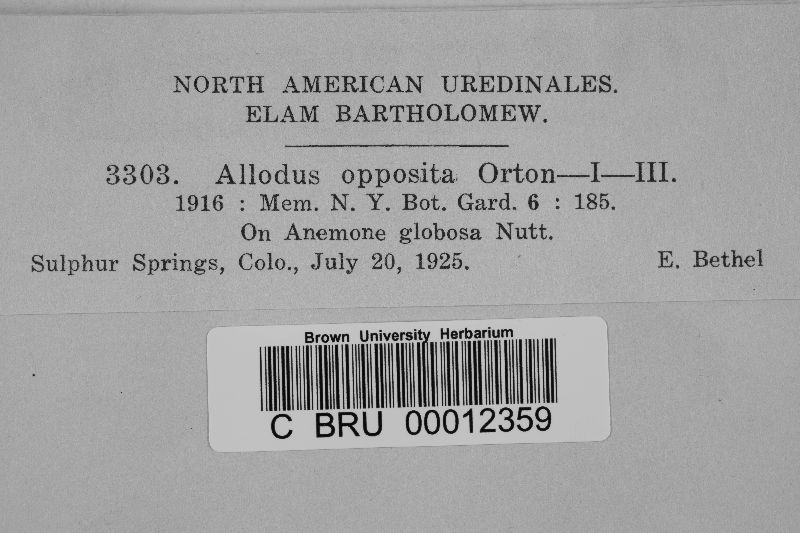 NORTH AMERICAN UREDINALES.
ELAM BARTHOLOMEW.
3303. Allodus opposita Orton—I—III.
1916 : Mem. N. Y. Bot. Gard. 6 : 185.
On Anemone globosa Nutt.
Sulphur Springs, Colo., July 20, 1925. E. Bethel
Brown University Herbarium
C BRU 00012359